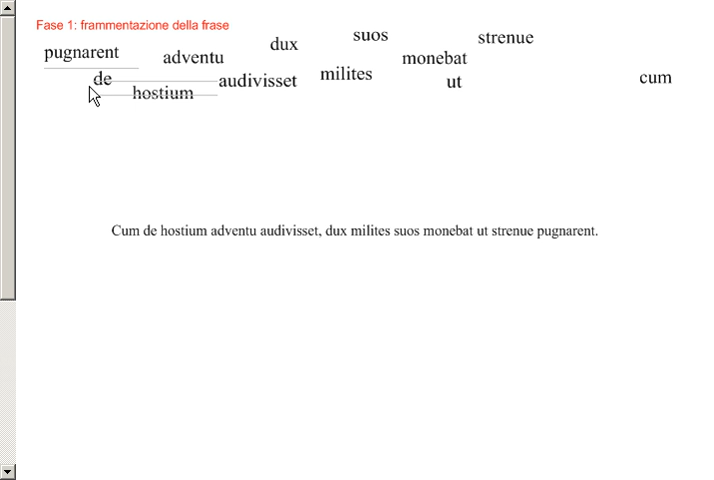 Fase 1: frammentazione della frase
pugnarent adventu dux suos monebat strenue
de hostium audivisset milites ut cum
Cum de hostium adventu audivisset, dux milites suos monebat ut strenue pugnarent.